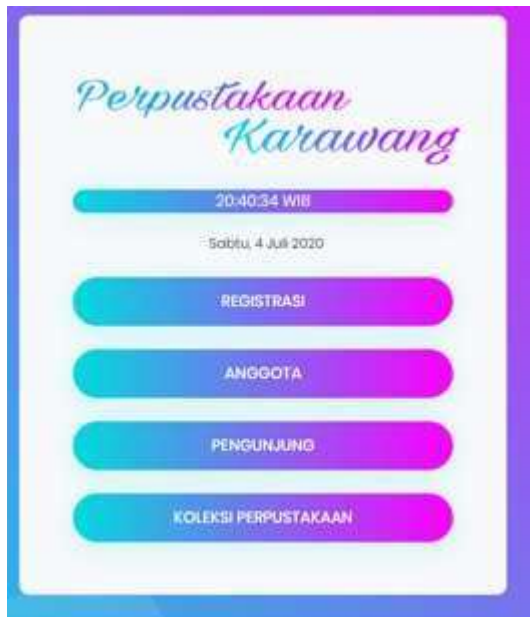 Perpustakaan
Karawang
20:40:34 WIB
Sabtu, 4 Juli 2020
REGISTRASI
ANGGOTA
PENGUNJUNG
KOLEKSI PERPUSTAKAAN